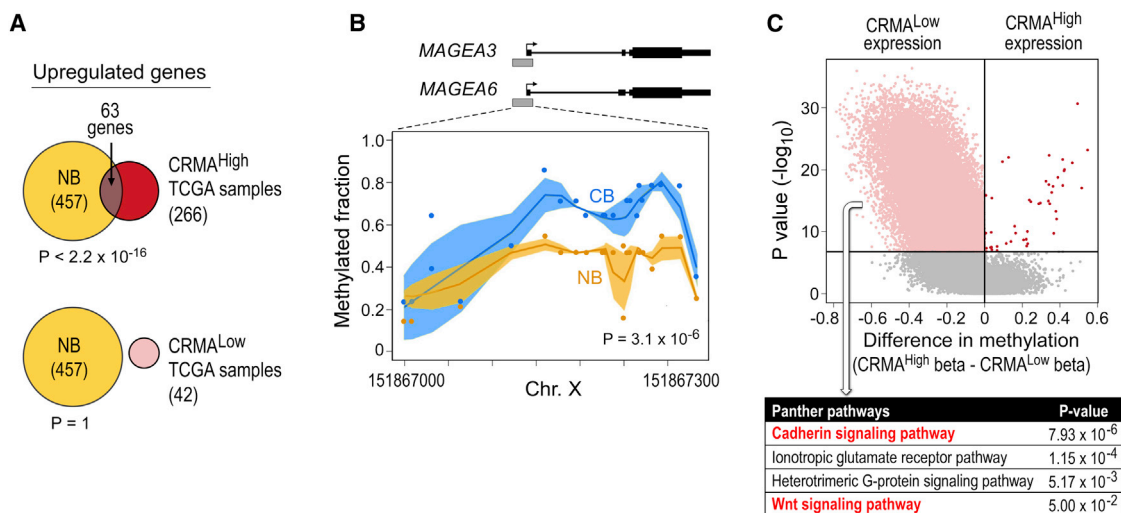 A
Upregulated genes
63
genes
NB
(457)
CRMAHigh
TCGA samples
(266)
P < 2.2 x 10-16
NB
(457)
CRMALow
TCGA samples
(42)
P = 1
B
MAGEA3
MAGEA6
Methylated fraction
1.0
0.8
0.6
0.4
0.2
0
CB
NB
P = 3.1 x 10-6
151867000
151867300
Chr. X
C
CRMALow
expression
CRMAHigh
expression
P value (-log10)
30
20
10
0
-0.8 -0.6 -0.4 -0.2 0 0.2 0.4 0.6
Difference in methylation
(CRMAHigh beta - CRMALow beta)
Panther pathways P-value
Cadherin signaling pathway 7.93 x 10-6
Ionotropic glutamate receptor pathway 1.15 x 10-4
Heterotrimeric G-protein signaling pathway 5.17 x 10-3
Wnt signaling pathway 5.00 x 10-2